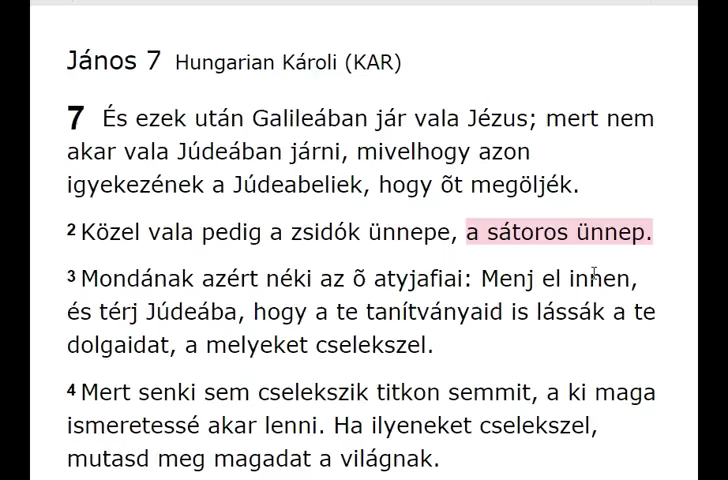 János 7 Hungarian Károli (KAR)
7 És ezek után Galileában jár vala Jézus; mert nem
akar vala Júdeában járni, mivelhogy azon
igyekezének a Júdeabeliek, hogy õt megöljék.
2 Közel vala pedig a zsidók ünnepe, a sátoros ünnep.
3 Mondának azért néki az õ atyjafiai: Menj el innen,
és térj Júdeába, hogy a te tanítványaid is lássák a te
dolgaidat, a melyeket cselekszel.
4 Mert senki sem cselekszik titkon semmit, a ki maga
ismeretessé akar lenni. Ha ilyeneket cselekszel,
mutasd meg magadat a világnak.